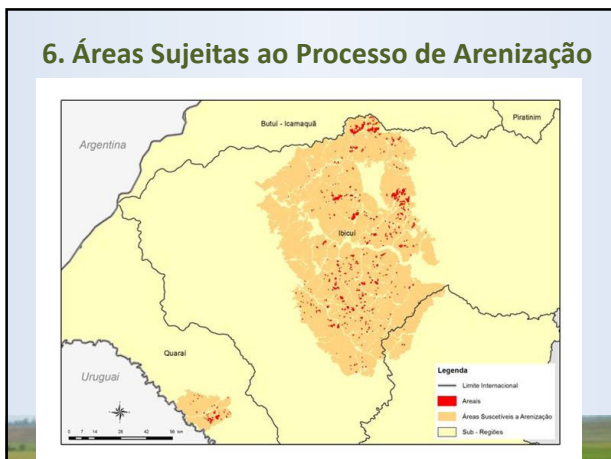 6. Áreas Sujeitas ao Processo de Arenização
Butuí - Icamaquã
Piratinim
Argentina
Ibicuí
Quaraí
Uruguai
Legenda
Limite Internacional
Areais
Áreas Suscetíveis a Arenização
Sub - Regiões
0 7 14 28 42 56 km